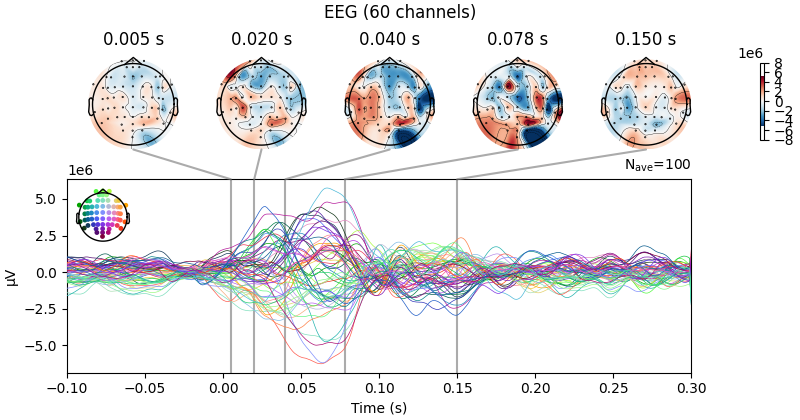 EEG (60 channels)
0.005 s 0.020 s 0.040 s 0.078 s 0.150 s
1e6
8
6
4
2
0
−2
−4
−6
−8
1e6
N_ave=100
5.0
2.5
0.0
−2.5
−5.0
µV
−0.10 −0.05 0.00 0.05 0.10 0.15 0.20 0.25 0.30
Time (s)